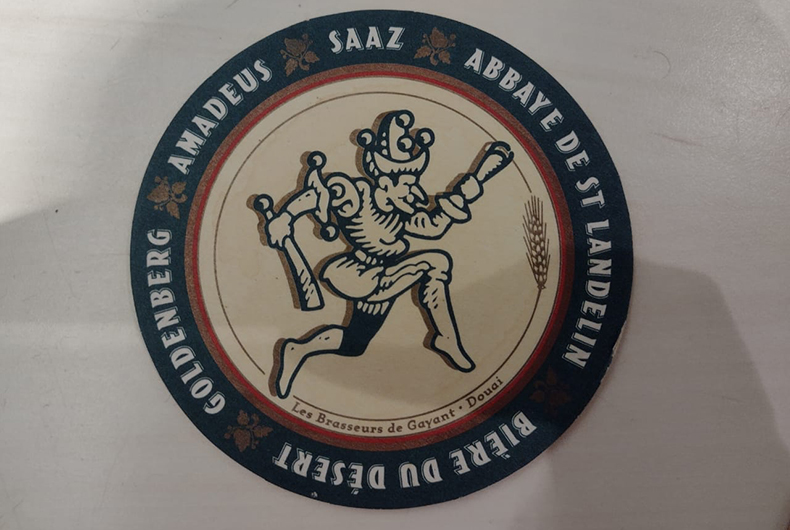 SAAZ
ABBAYE DE ST LANDELIN
BIÈRE DU DÉSERT
GOLDENBERG
AMADEUS
Les Brasseurs de Gayant · Douai